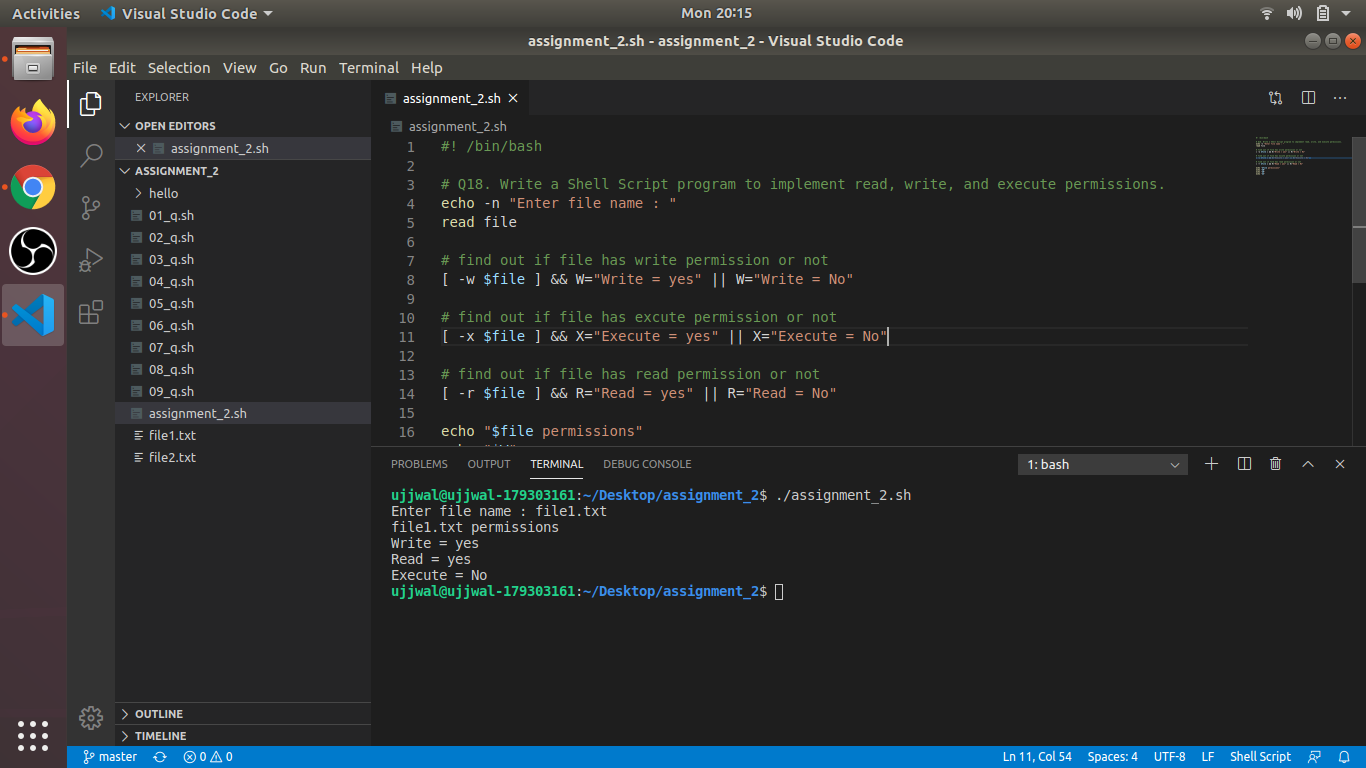 Activities Visual Studio Code Mon 20:15
assignment_2.sh - assignment_2 - Visual Studio Code
File Edit Selection View Go Run Terminal Help
EXPLORER
OPEN EDITORS
assignment_2.sh
ASSIGNMENT_2
hello
01_q.sh
02_q.sh
03_q.sh
04_q.sh
05_q.sh
06_q.sh
07_q.sh
08_q.sh
09_q.sh
assignment_2.sh
file1.txt
file2.txt
OUTLINE
TIMELINE
assignment_2.sh
assignment_2.sh
1 #! /bin/bash
2
3 # Q18. Write a Shell Script program to implement read, write, and execute permissions.
4 echo -n "Enter file name : "
5 read file
6
7 # find out if file has write permission or not
8 [ -w $file ] && W="Write = yes" || W="Write = No"
9
10 # find out if file has excute permission or not
11 [ -x $file ] && X="Execute = yes" || X="Execute = No"
12
13 # find out if file has read permission or not
14 [ -r $file ] && R="Read = yes" || R="Read = No"
15
16 echo "$file permissions"
PROBLEMS OUTPUT TERMINAL DEBUG CONSOLE 1: bash
ujjwal@ujjwal-179303161:~/Desktop/assignment_2$ ./assignment_2.sh
Enter file name : file1.txt
file1.txt permissions
Write = yes
Read = yes
Execute = No
ujjwal@ujjwal-179303161:~/Desktop/assignment_2$
master 0 0 Ln 11, Col 54 Spaces: 4 UTF-8 LF Shell Script